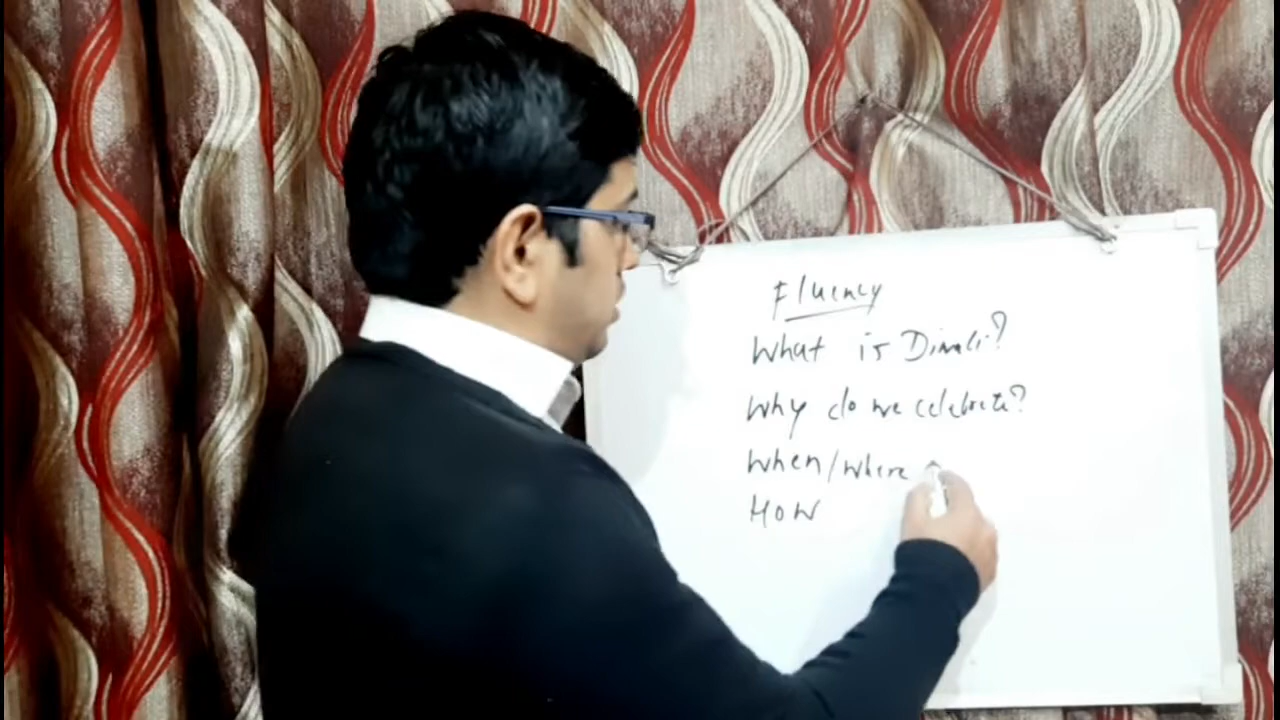 Fluency
What is Diwali?
Why do we celebrate?
When/Where
How